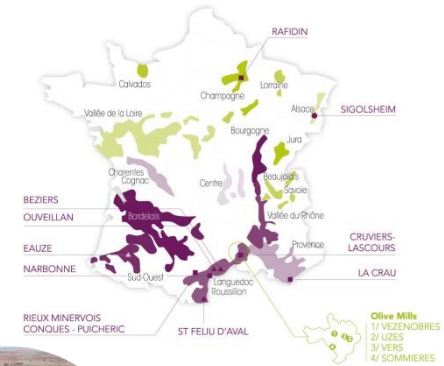 RAFIDIN
Calvados
Champagne
Lorraine
Alsace
SIGOLSHEIM
Vallée de la Loire
Bourgogne
Jura
Charentes
Cognac
Centre
Beaujolais
Savoie
BEZIERS
OUVEILLAN
Bordelais
Vallée du Rhône
EAUZE
NARBONNE
Provence
CRUVIERS-
LASCOURS
Sud-Ouest
Languedoc
Roussillon
LA CRAU
RIEUX MINERVOIS
CONQUES - PUICHERIC
ST FELIU D'AVAL
Olive Mills
1/ VEZENOBRES
2/ UZES
3/ VERS
4/ SOMMIERES